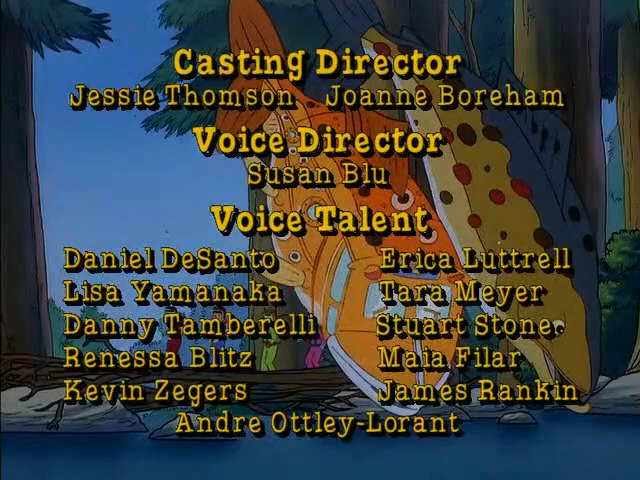 Casting Director
Jessie Thomson Joanne Boreham
Voice Director
Susan Blu
Voice Talent
Daniel DeSanto Erica Luttrell
Lisa Yamanaka Tara Meyer
Danny Tamberelli Stuart Stone
Renessa Blitz Maia Filar
Kevin Zegers James Rankin
Andre Ottley-Lorant